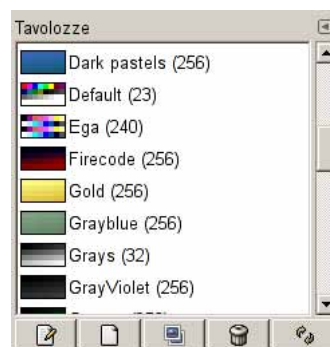 Tavolozze
Dark pastels (256)
Default (23)
Ega (240)
Firecode (256)
Gold (256)
Grayblue (256)
Grays (32)
GrayViolet (256)